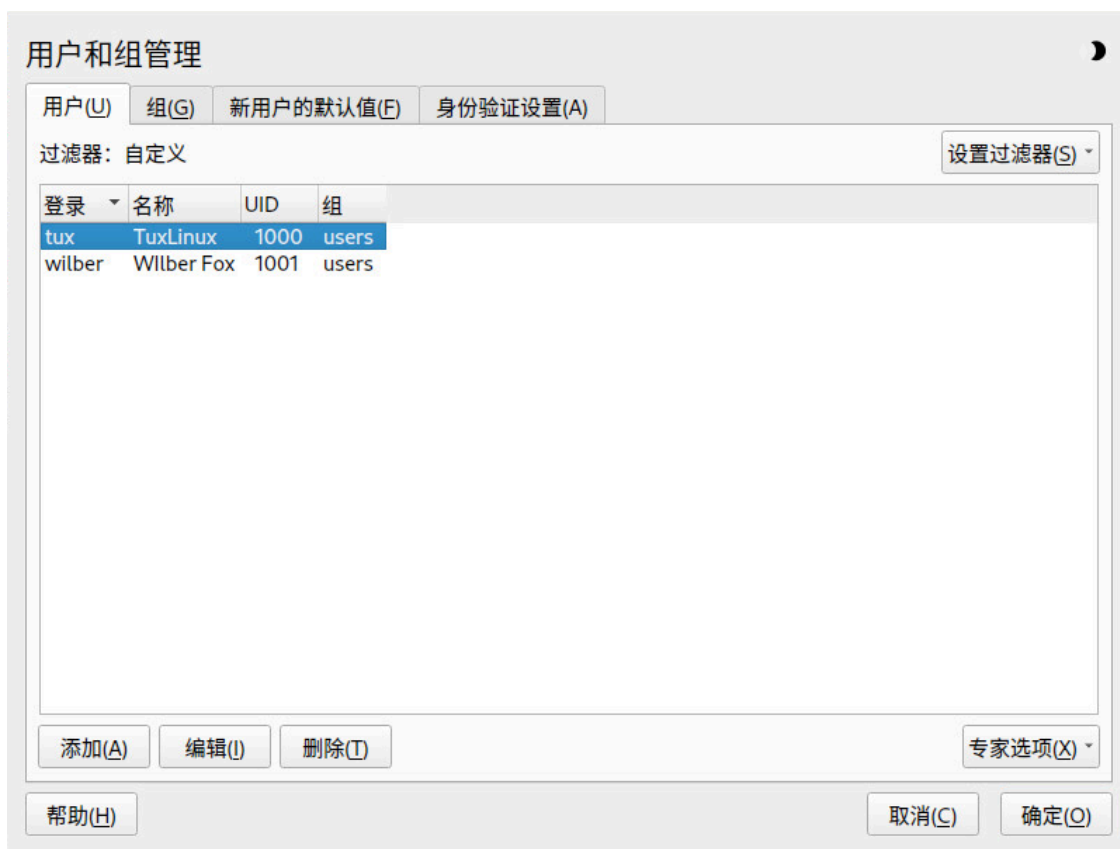 用户和组管理
用户(U) 组(G) 新用户的默认值(F) 身份验证设置(A)
过滤器：自定义 设置过滤器(S)
登录 名称 UID 组
tux TuxLinux 1000 users
wilber WIlber Fox 1001 users
添加(A) 编辑(I) 删除(T) 专家选项(X)
帮助(H) 取消(C) 确定(O)